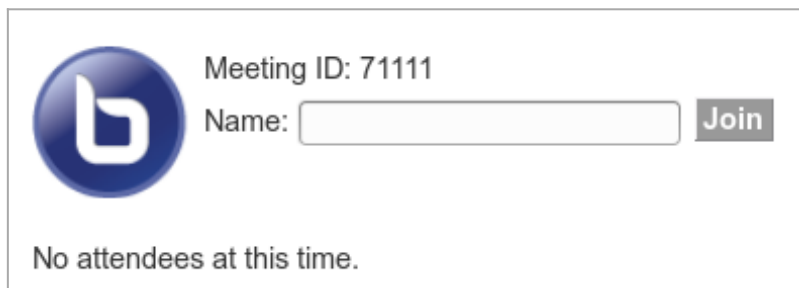 Meeting ID: 71111
Name: Join
No attendees at this time.